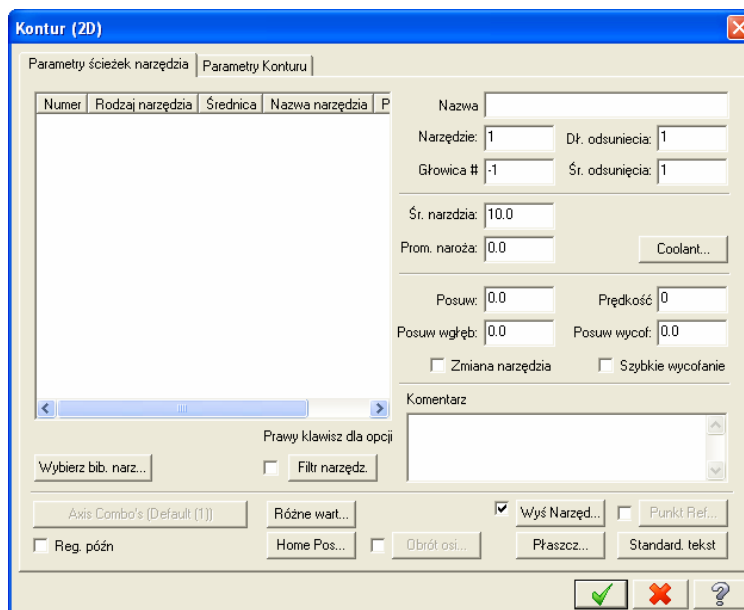 Kontur (2D)
Parametry ścieżek narzędzia Parametry Konturu
Numer Rodzaj narzędzia Średnica Nazwa narzędzia P
Nazwa
Narzędzie: 1 Dł. odsuniecia: 1
Głowica # -1 Śr. odsunięcia: 1
Śr. narzdzia: 10.0
Prom. naroża: 0.0 Coolant...
Posuw: 0.0 Prędkość 0
Posuw wgłęb: 0.0 Posuw wycof: 0.0
Zmiana narzędzia Szybkie wycofanie
Komentarz
Prawy klawisz dla opcji
Wybierz bib. narz... Filtr narzędz.
Axis Combo's (Default (1)) Różne wart... Wyś Narzęd... Punkt Ref...
Reg. późn Home Pos... Obrót osi... Płaszcz... Standard. tekst